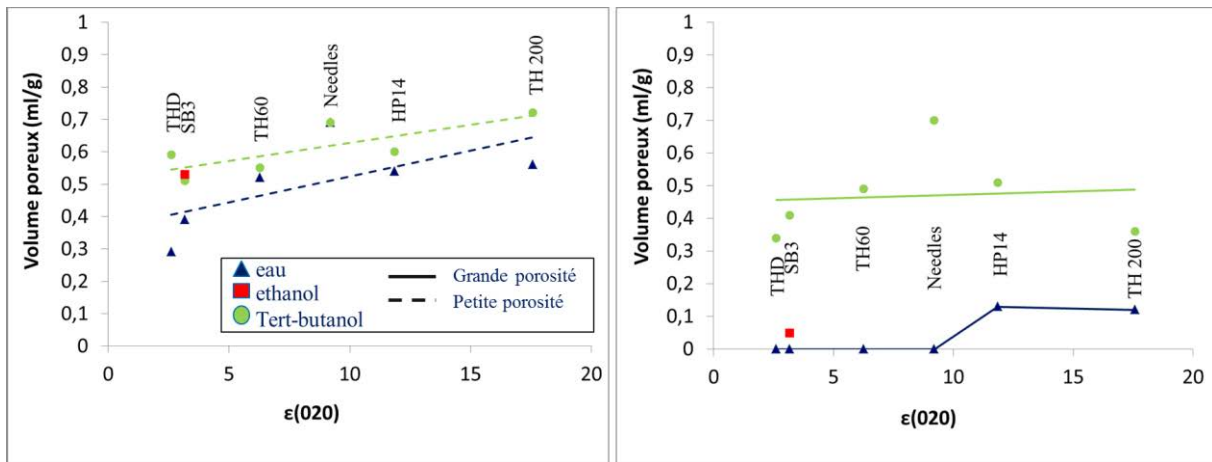 Volume poreux (ml/g)
1
0,9
0,8
0,7
0,6
0,5
0,4
0,3
0,2
0,1
0
THD
SB3
TH60
Needles
HP14
TH 200
eau
ethanol
Tert-butanol
Grande porosité
Petite porosité
0 5 10 15 20
ε(020)
Volume poreux (ml/g)
1
0,9
0,8
0,7
0,6
0,5
0,4
0,3
0,2
0,1
0
THD
SB3
TH60
Needles
HP14
TH 200
0 5 10 15 20
ε(020)